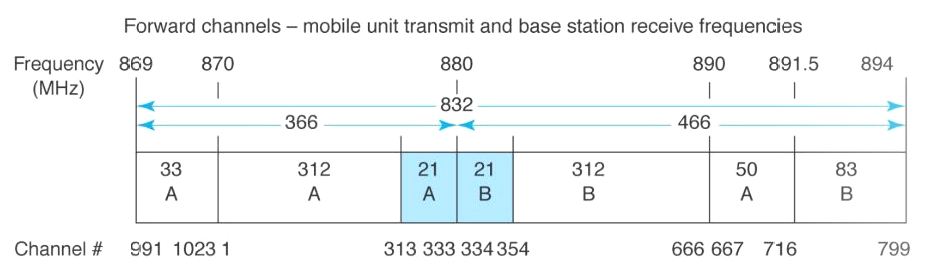 Forward channels – mobile unit transmit and base station receive frequencies
Frequency 869 870 880 890 891.5 894
(MHz)
832
366 466
33 312 21 21 312 50 83
A A A B B A B
Channel # 991 1023 1 313 333 334 354 666 667 716 799